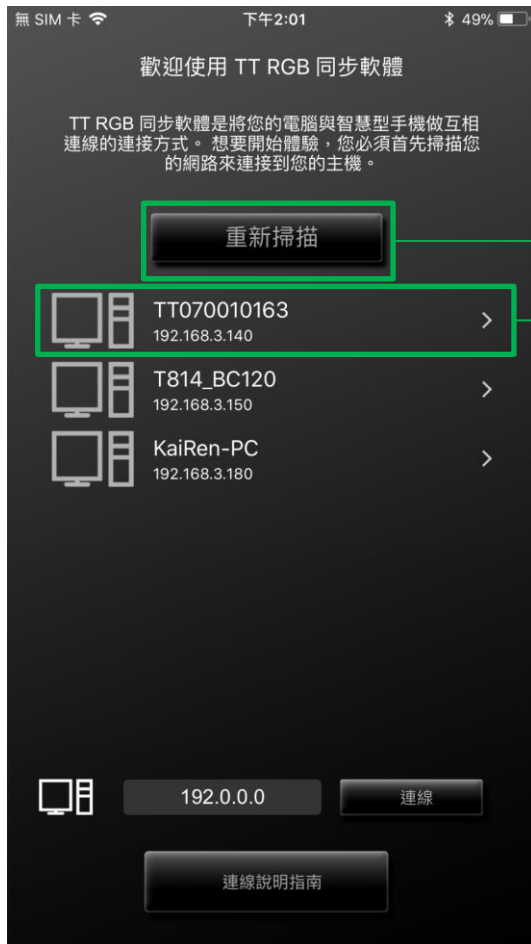 無 SIM 卡 下午2:01 49%
歡迎使用 TT RGB 同步軟體
TT RGB 同步軟體是將您的電腦與智慧型手機做互相
連線的連接方式。 想要開始體驗，您必須首先掃描您
的網路來連接到您的主機。
重新掃描
TT070010163
192.168.3.140
T814_BC120
192.168.3.150
KaiRen-PC
192.168.3.180
192.0.0.0 連線
連線說明指南